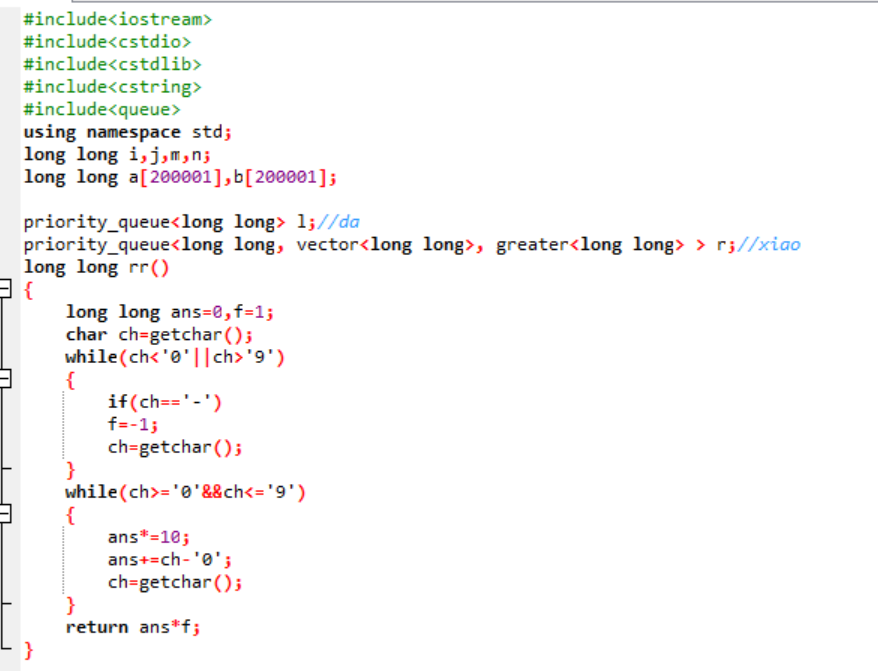 #include<iostream>
#include<cstdio>
#include<cstdlib>
#include<cstring>
#include<queue>
using namespace std;
long long i,j,m,n;
long long a[200001],b[200001];

priority_queue<long long> l;//da
priority_queue<long long, vector<long long>, greater<long long> > r;//xiao
long long rr()
{
    long long ans=0,f=1;
    char ch=getchar();
    while(ch<'0'||ch>'9')
    {
        if(ch=='-')
        f=-1;
        ch=getchar();
    }
    while(ch>='0'&&ch<='9')
    {
        ans*=10;
        ans+=ch-'0';
        ch=getchar();
    }
    return ans*f;
}